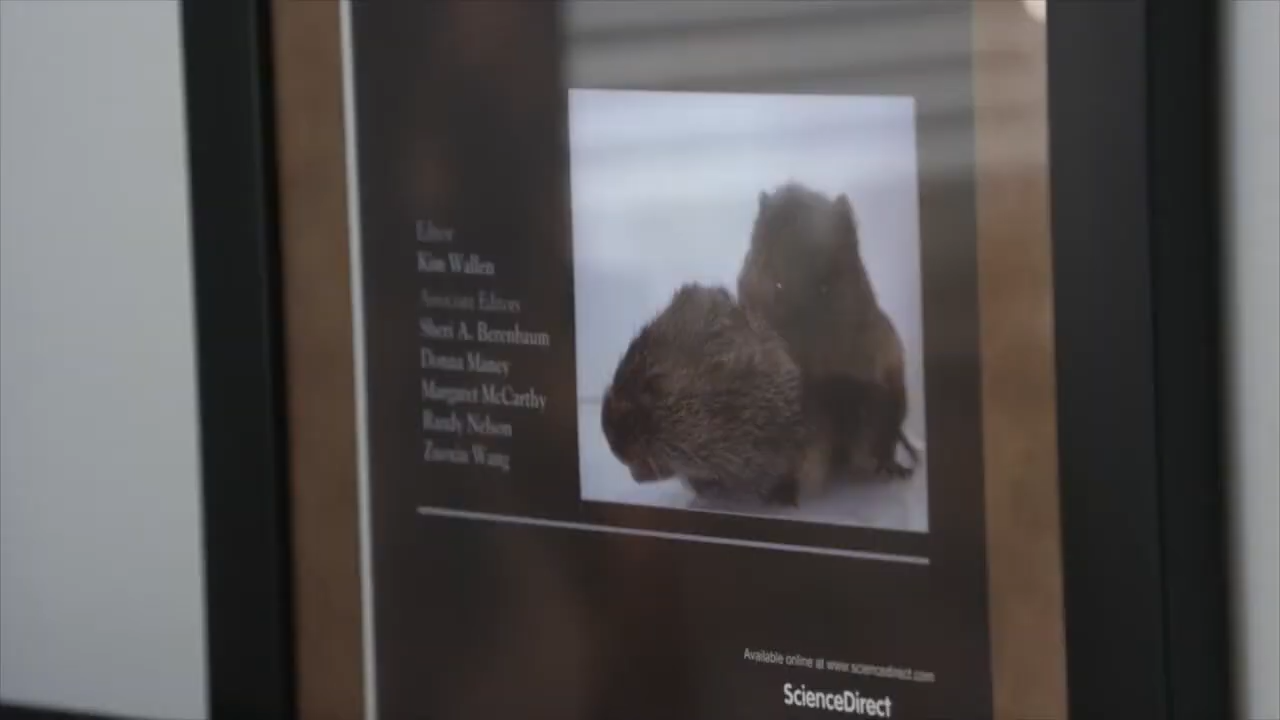 Editor
Kim Wallen
Associate Editors
Sheri A. Berenbaum
Donna Maney
Margaret McCarthy
Randy Nelson
Zuoxin Wang
Available online at www.sciencedirect.com
ScienceDirect